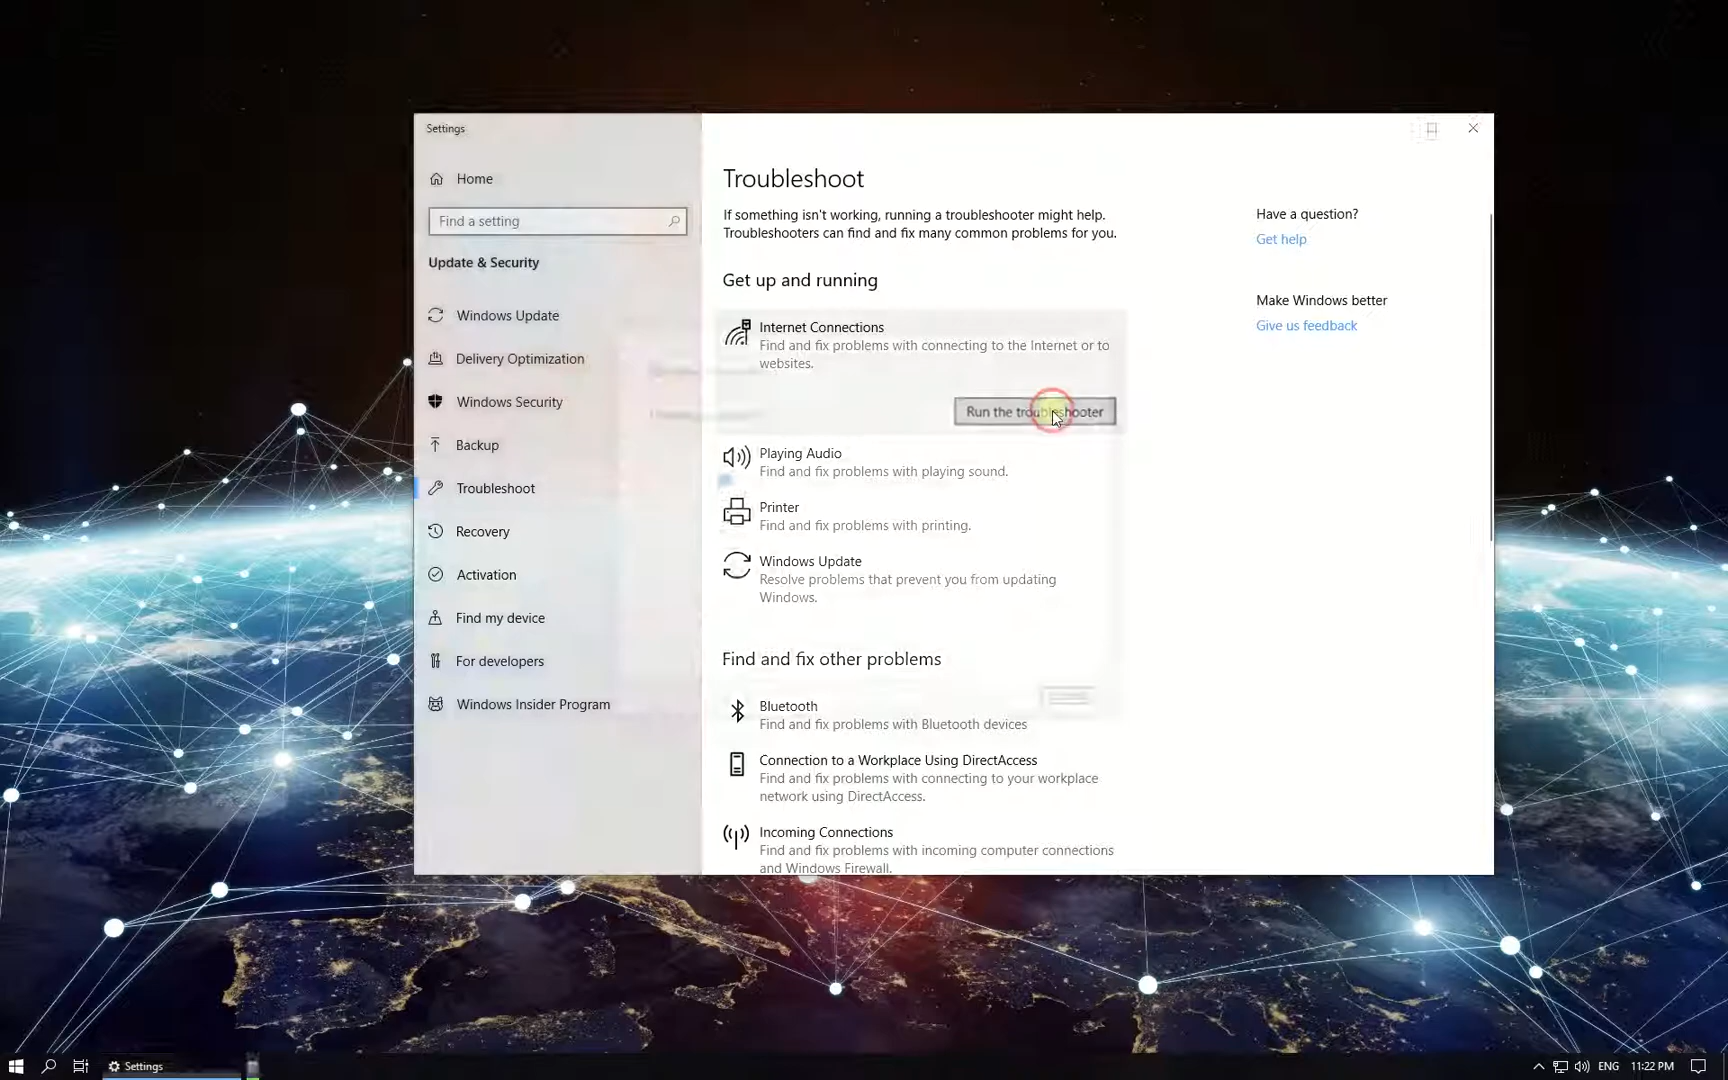 Settings
Home
Find a setting
Update & Security
Windows Update
Delivery Optimization
Windows Security
Backup
Troubleshoot
Recovery
Activation
Find my device
For developers
Windows Insider Program
Troubleshoot
If something isn't working, running a troubleshooter might help.
Troubleshooters can find and fix many common problems for you.
Get up and running
Internet Connections
Find and fix problems with connecting to the Internet or to
websites.
Run the troubleshooter
Playing Audio
Find and fix problems with playing sound.
Printer
Find and fix problems with printing.
Windows Update
Resolve problems that prevent you from updating
Windows.
Find and fix other problems
Bluetooth
Find and fix problems with Bluetooth devices
Connection to a Workplace Using DirectAccess
Find and fix problems with connecting to your workplace
network using DirectAccess.
Incoming Connections
Find and fix problems with incoming computer connections
and Windows Firewall.
Have a question?
Get help
Make Windows better
Give us feedback
Settings
ENG
11:22 PM